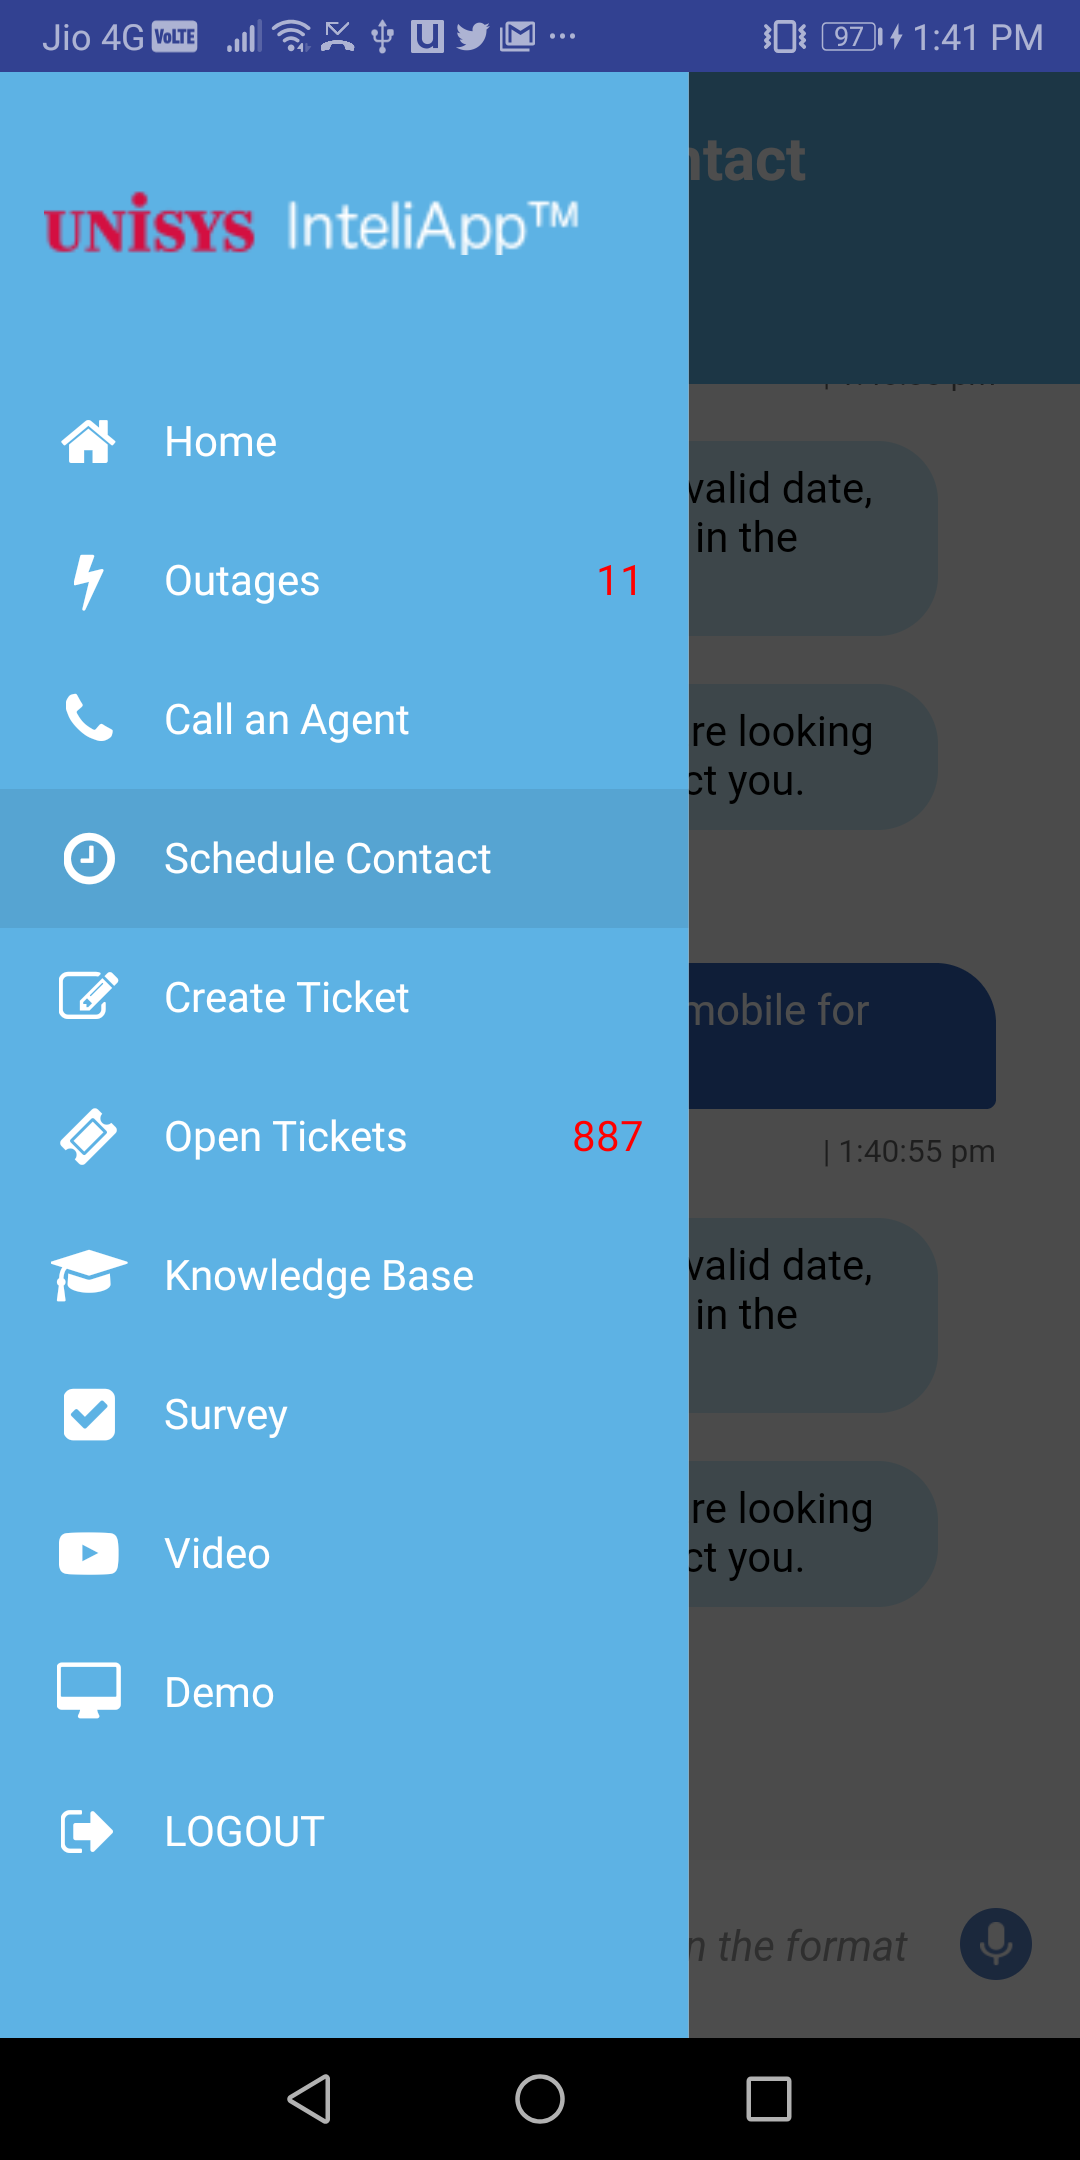 Jio 4G VoLTE 97 1:41 PM
UNiSYS InteliApp™
ntact
Home
Outages 11
Call an Agent
Schedule Contact
Create Ticket
Open Tickets 887
Knowledge Base
Survey
Video
Demo
LOGOUT
valid date,
in the
re looking
ct you.
mobile for
| 1:40:55 pm
valid date,
in the
re looking
ct you.
n the format